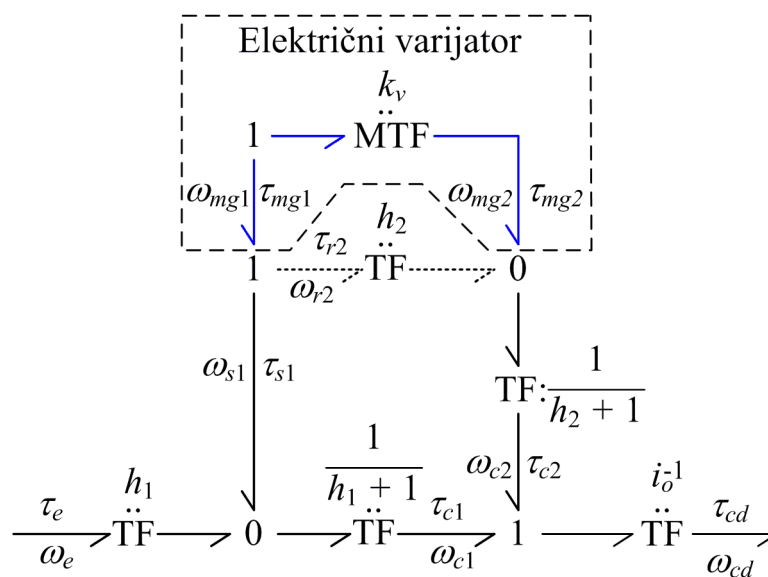 Električni varijator
k_v
1 MTF
ω_mg1 τ_mg1 ω_mg2 τ_mg2
h_2
τ_r2
1 TF 0
ω_r2
ω_s1 τ_s1
TF: 1/(h_2 + 1)
h_1 1/(h_1 + 1) ω_c2 τ_c2 i_o^-1
τ_e τ_c1 τ_cd
TF 0 TF 1 TF
ω_e ω_c1 ω_cd